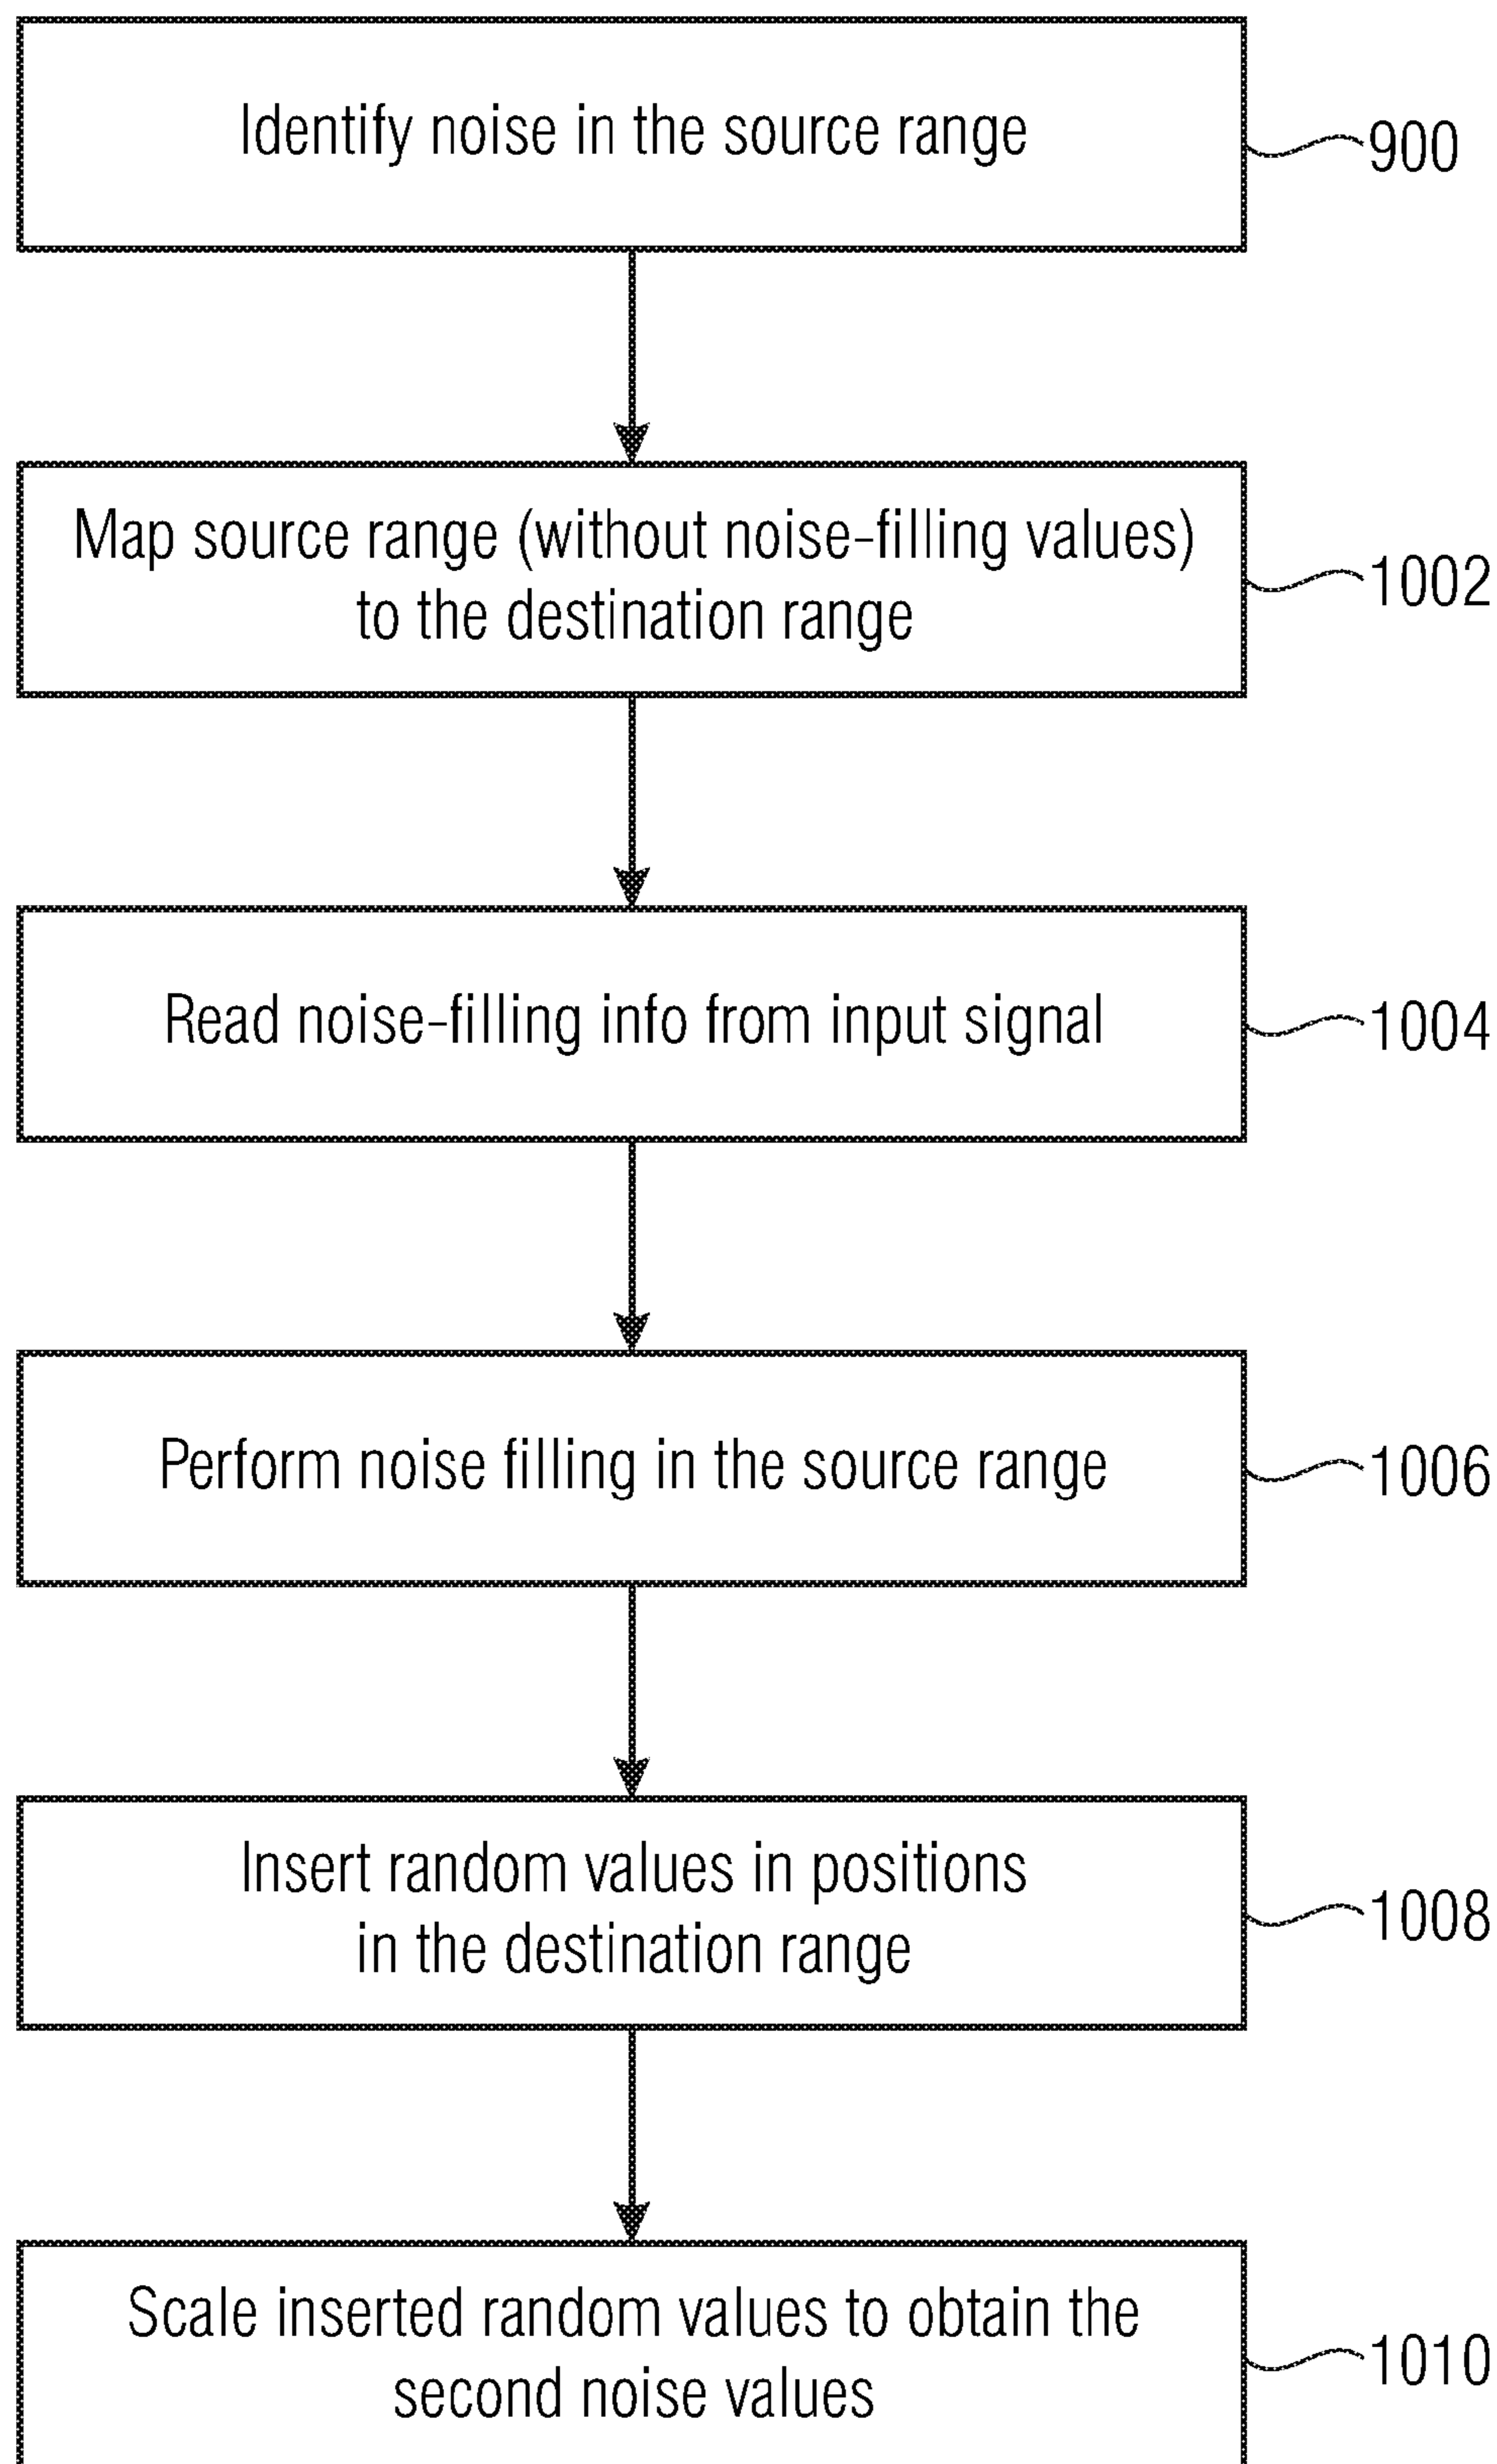 Identify noise in the source range
900
Map source range (without noise-filling values)
to the destination range
1002
Read noise-filling info from input signal
1004
Perform noise filling in the source range
1006
Insert random values in positions
in the destination range
1008
Scale inserted random values to obtain the
second noise values
1010